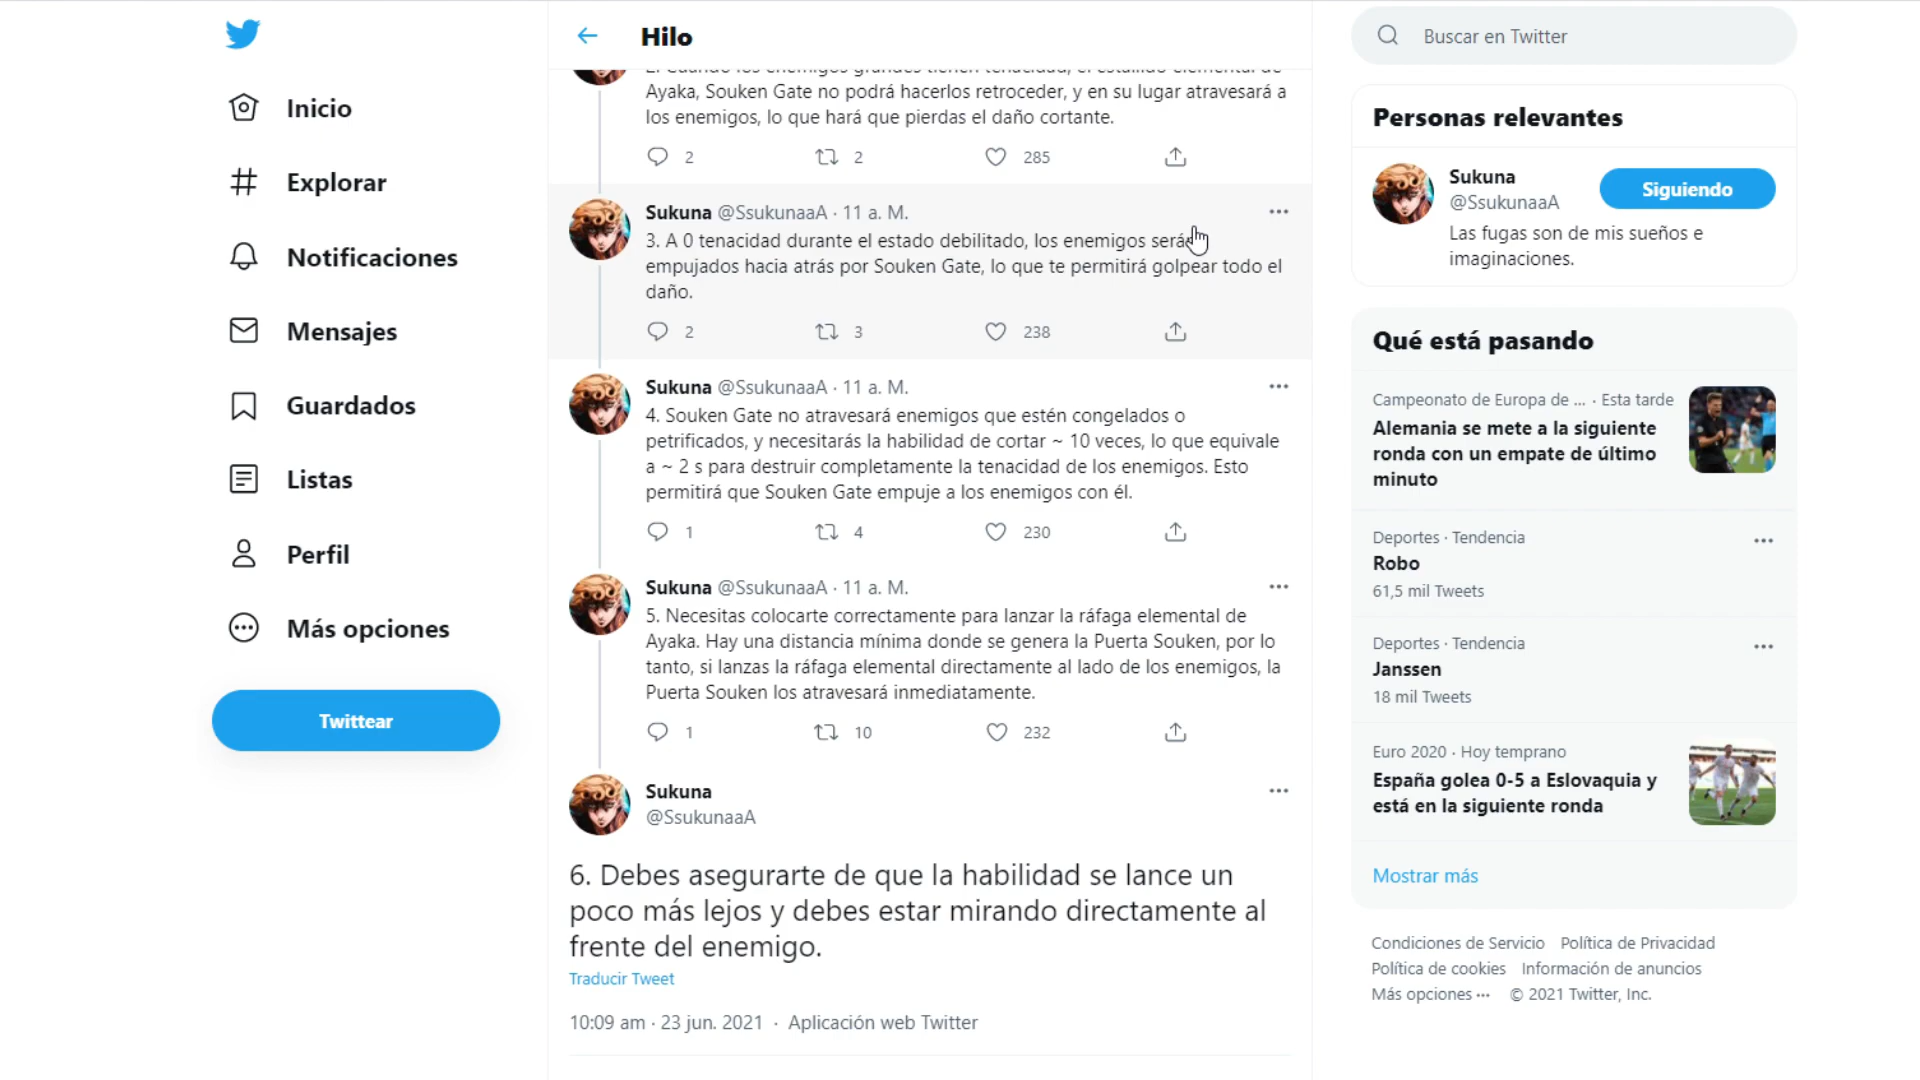 Inicio
Explorar
Notificaciones
Mensajes
Guardados
Listas
Perfil
Más opciones
Twittear
Hilo
2. Cuando los enemigos grandes tienen tenacidad, el estallido elemental de
Ayaka, Souken Gate no podrá hacerlos retroceder, y en su lugar atravesará a
los enemigos, lo que hará que pierdas el daño cortante.
2 2 285
Sukuna @SsukunaaA · 11 a. M.
3. A 0 tenacidad durante el estado debilitado, los enemigos será
empujados hacia atrás por Souken Gate, lo que te permitirá golpear todo el
daño.
2 3 238
Sukuna @SsukunaaA · 11 a. M.
4. Souken Gate no atravesará enemigos que estén congelados o
petrificados, y necesitarás la habilidad de cortar ~ 10 veces, lo que equivale
a ~ 2 s para destruir completamente la tenacidad de los enemigos. Esto
permitirá que Souken Gate empuje a los enemigos con él.
1 4 230
Sukuna @SsukunaaA · 11 a. M.
5. Necesitas colocarte correctamente para lanzar la ráfaga elemental de
Ayaka. Hay una distancia mínima donde se genera la Puerta Souken, por lo
tanto, si lanzas la ráfaga elemental directamente al lado de los enemigos, la
Puerta Souken los atravesará inmediatamente.
1 10 232
Sukuna
@SsukunaaA
6. Debes asegurarte de que la habilidad se lance un
poco más lejos y debes estar mirando directamente al
frente del enemigo.
Traducir Tweet
10:09 am · 23 jun. 2021 · Aplicación web Twitter
Buscar en Twitter
Personas relevantes
Sukuna
@SsukunaaA
Siguiendo
Las fugas son de mis sueños e
imaginaciones.
Qué está pasando
Campeonato de Europa de ... · Esta tarde
Alemania se mete a la siguiente
ronda con un empate de último
minuto
Deportes · Tendencia
Robo
61,5 mil Tweets
Deportes · Tendencia
Janssen
18 mil Tweets
Euro 2020 · Hoy temprano
España golea 0-5 a Eslovaquia y
está en la siguiente ronda
Mostrar más
Condiciones de Servicio Política de Privacidad
Política de cookies Información de anuncios
Más opciones ··· © 2021 Twitter, Inc.